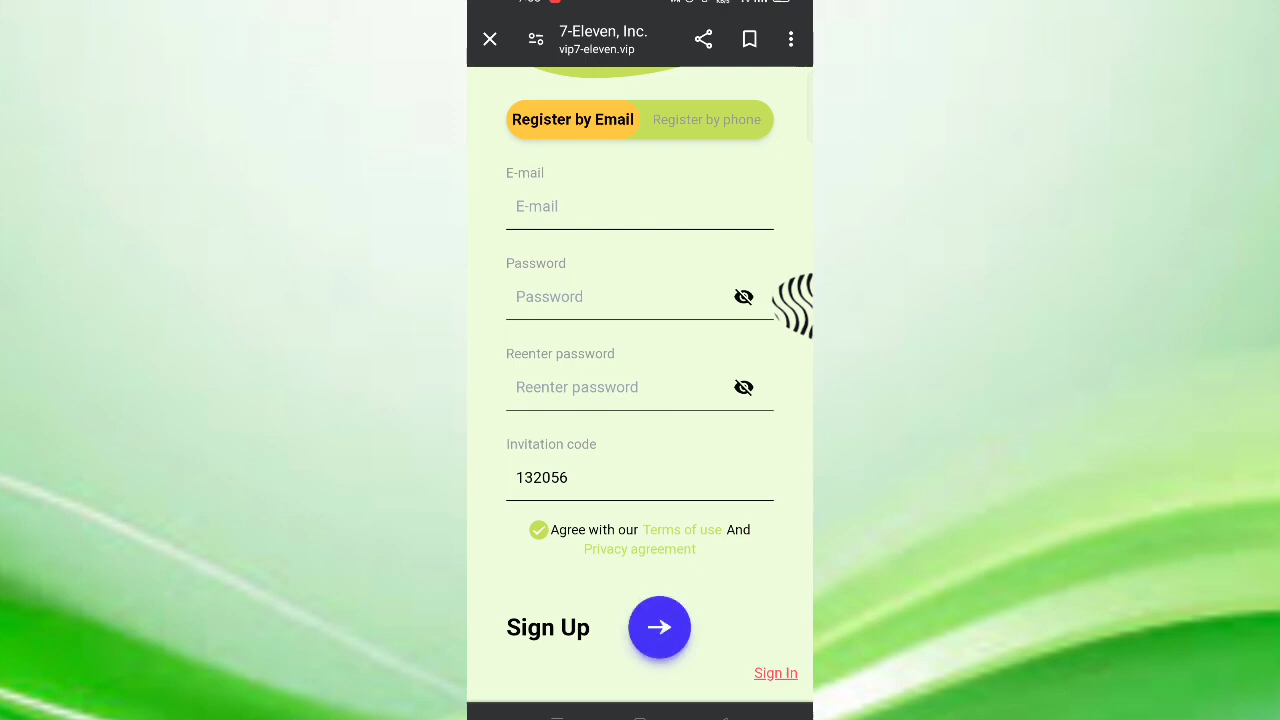 7-Eleven, Inc.
vip7-eleven.vip
Register by Email Register by phone
E-mail
E-mail
Password
Password
Reenter password
Reenter password
Invitation code
132056
Agree with our Terms of use And
Privacy agreement
Sign Up
Sign In